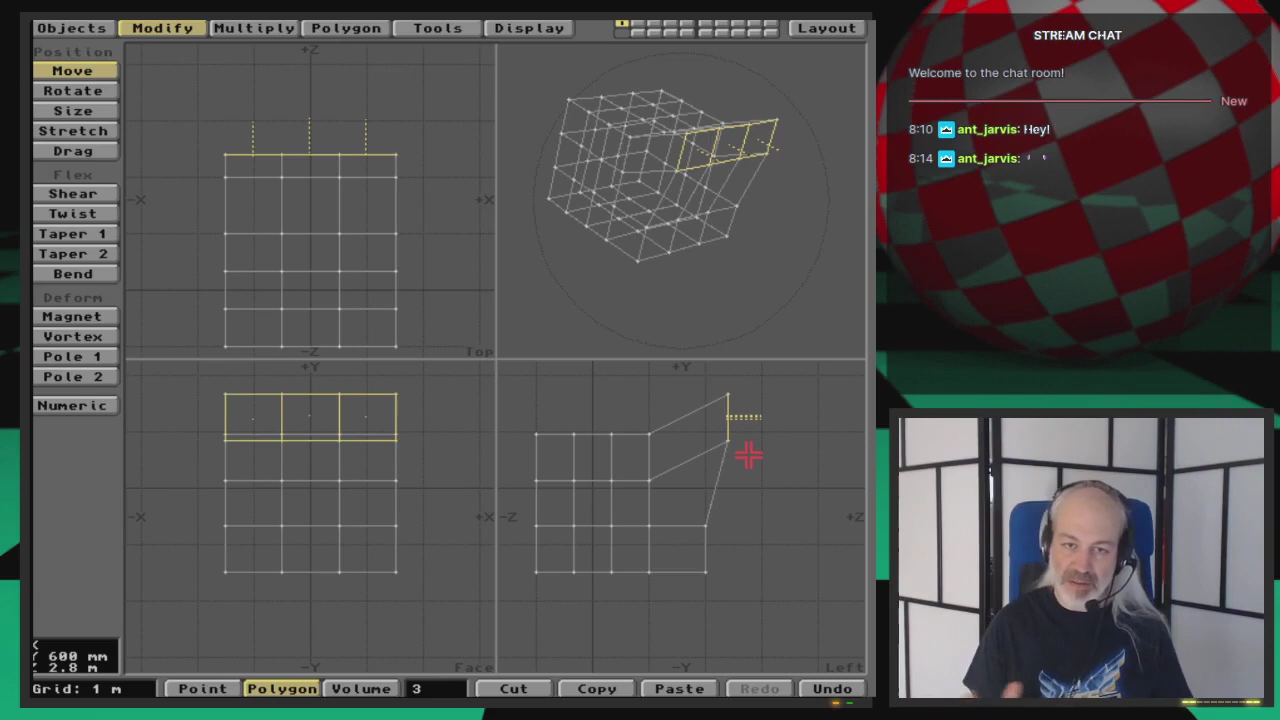 Objects Modify Multiply Polygon Tools Display Layout
Position
Move
Rotate
Size
Stretch
Drag
Flex
Shear
Twist
Taper 1
Taper 2
Bend
Deform
Magnet
Vortex
Pole 1
Pole 2
Numeric
+Z
-X
+X
-Z
Top
+Y
-X
+X
-Y
Face
+Y
-Z
+Z
-Y
Left
X
Y 600 mm
Z 2.8 m
Grid: 1 m
Point Polygon Volume 3 Cut Copy Paste Redo Undo
STREAM CHAT
Welcome to the chat room!
New
8:10 ant_jarvis: Hey!
8:14 ant_jarvis: